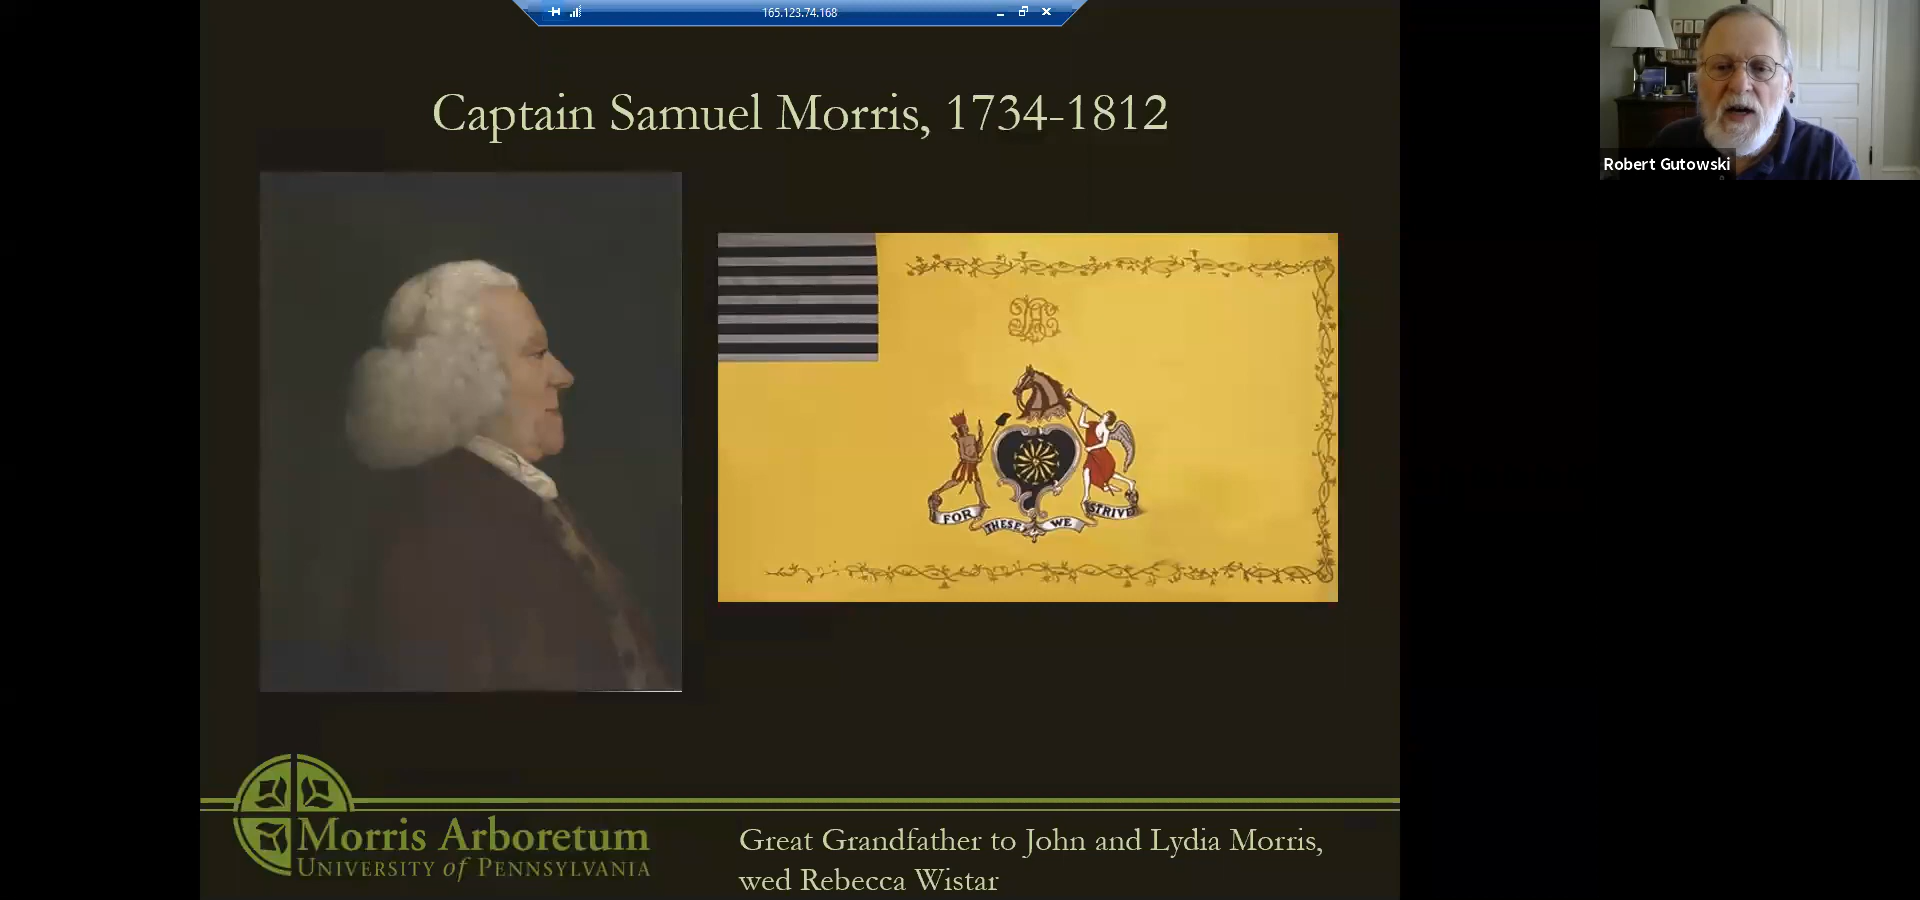 165.123.74.168
Captain Samuel Morris, 1734-1812
Robert Gutowski
FOR THESE WE STRIVE
Morris Arboretum
UNIVERSITY of PENNSYLVANIA
Great Grandfather to John and Lydia Morris,
wed Rebecca Wistar